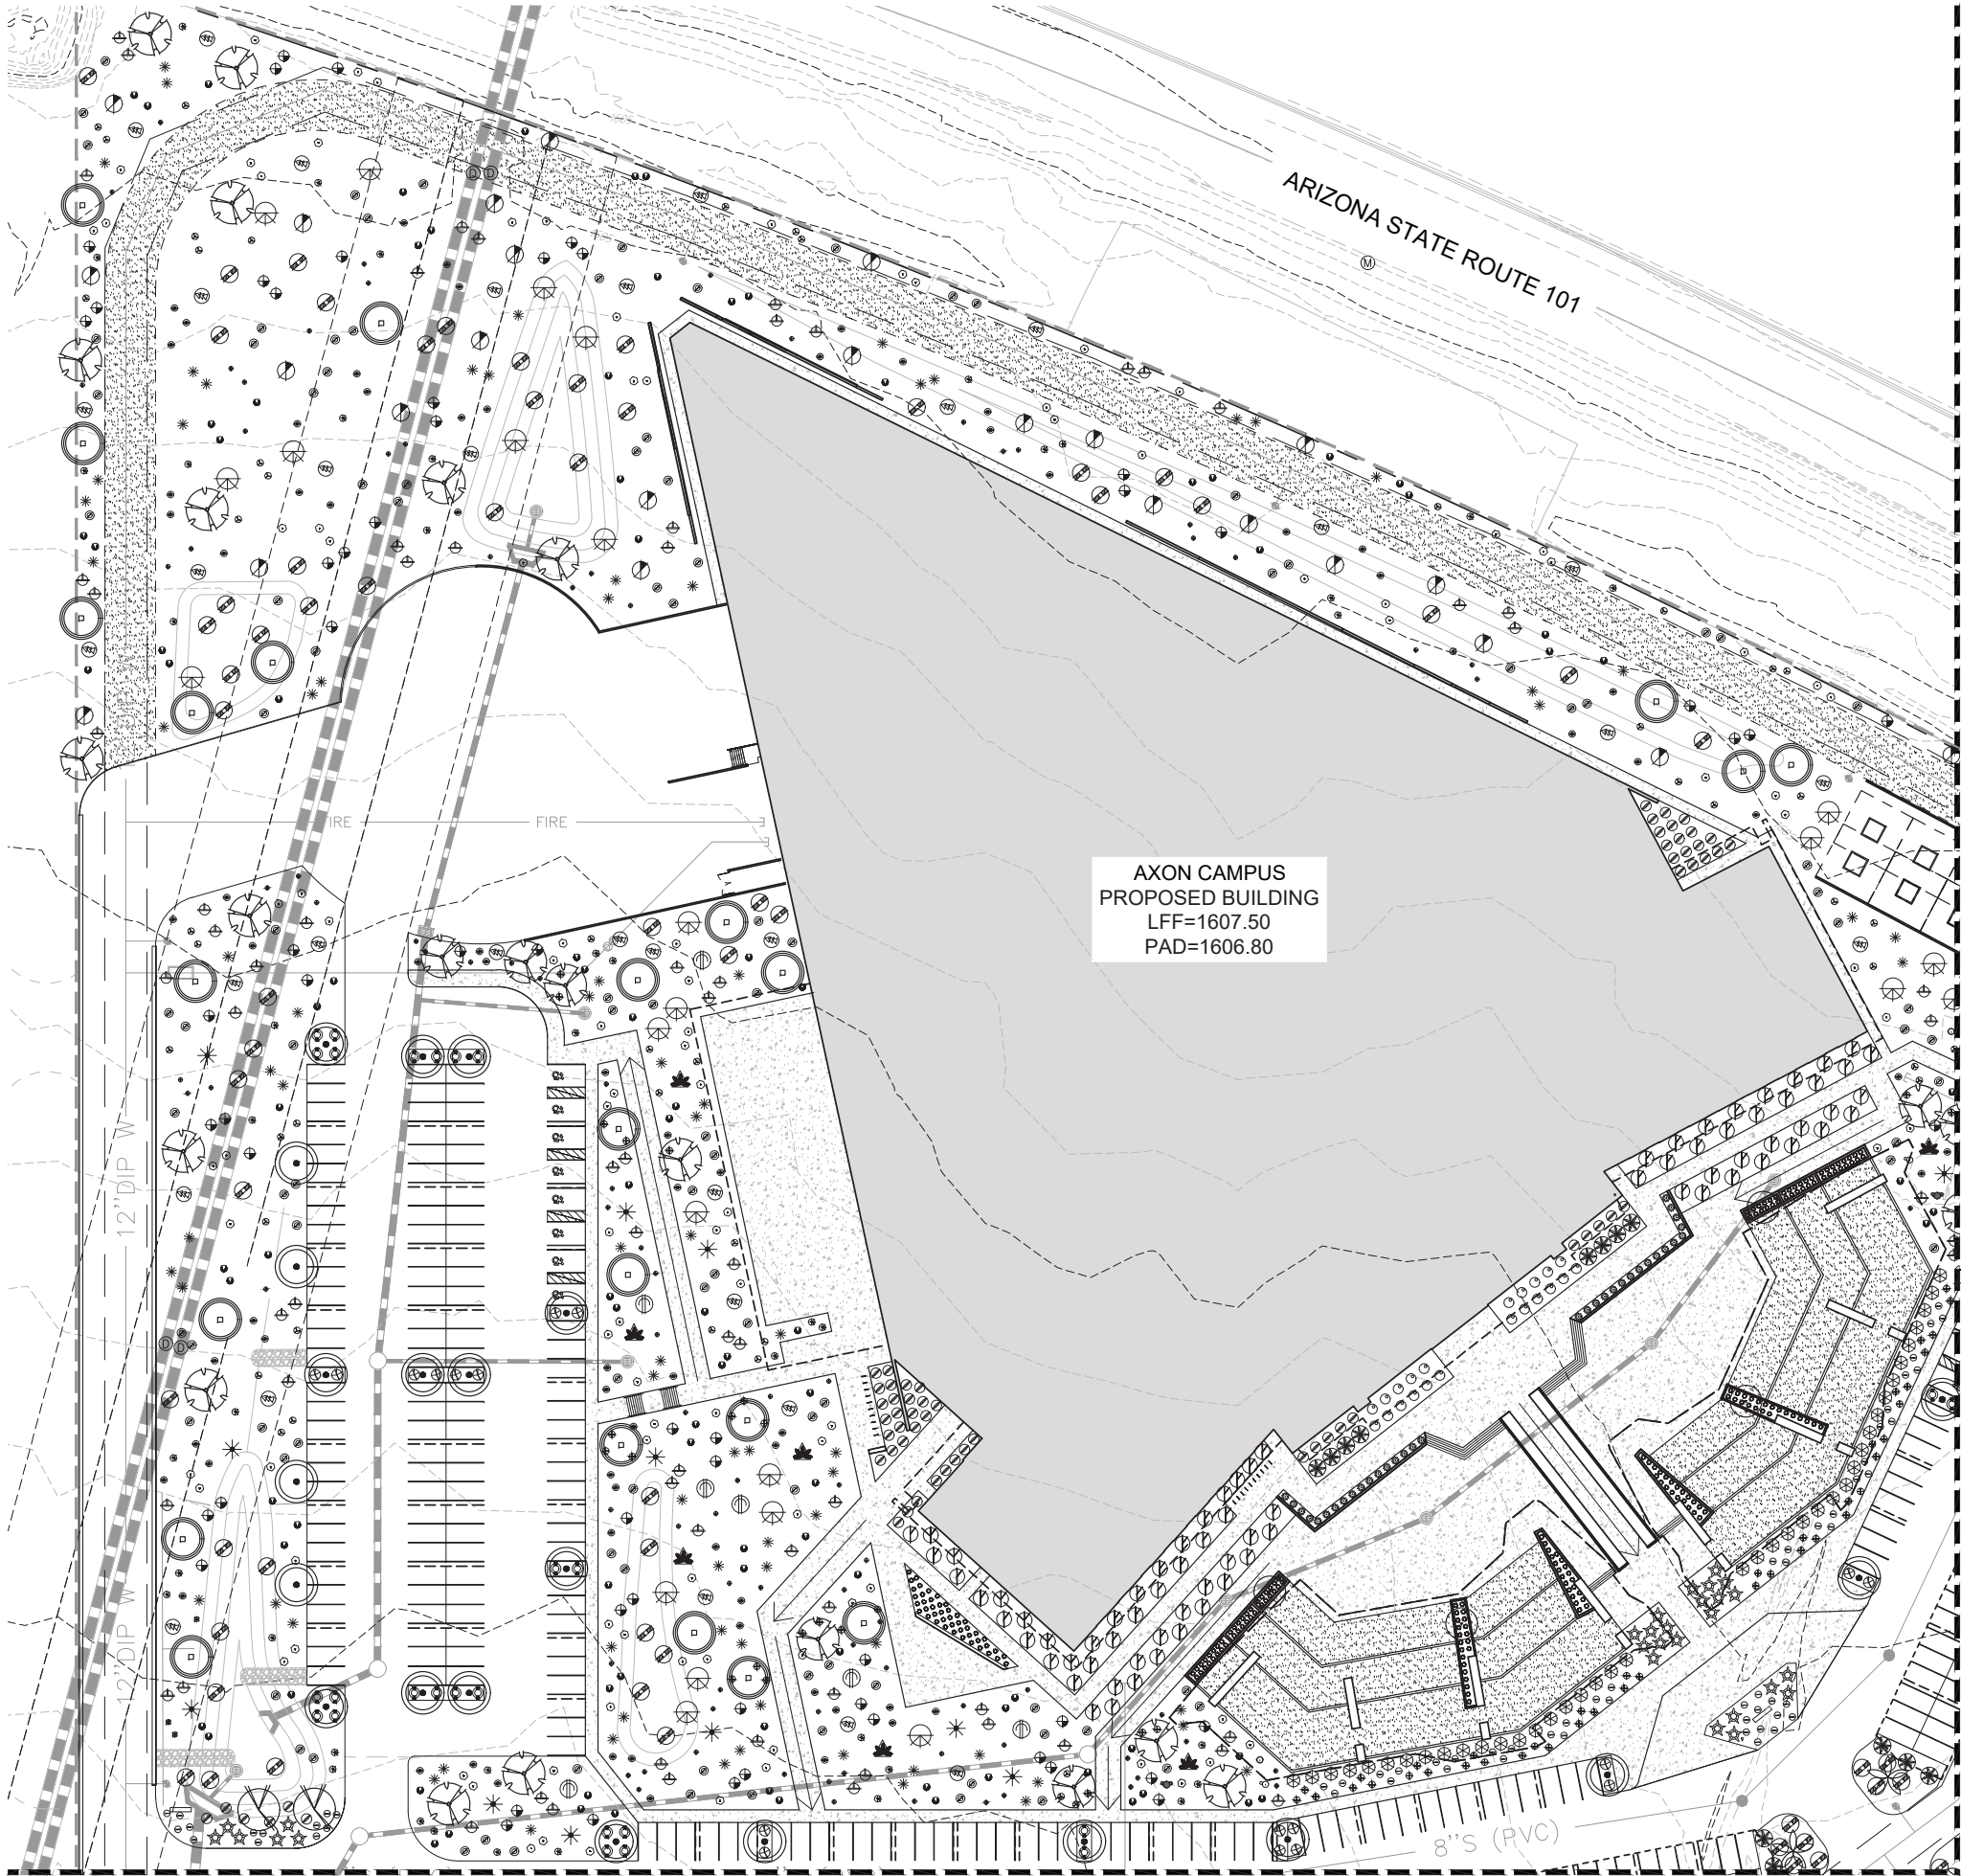 ARIZONA STATE ROUTE 101
M
D D
FIRE
FIRE
AXON CAMPUS
PROPOSED BUILDING
LFF=1607.50
PAD=1606.80
12"DIP W
D D
12"DIP W
8"S (PVC)